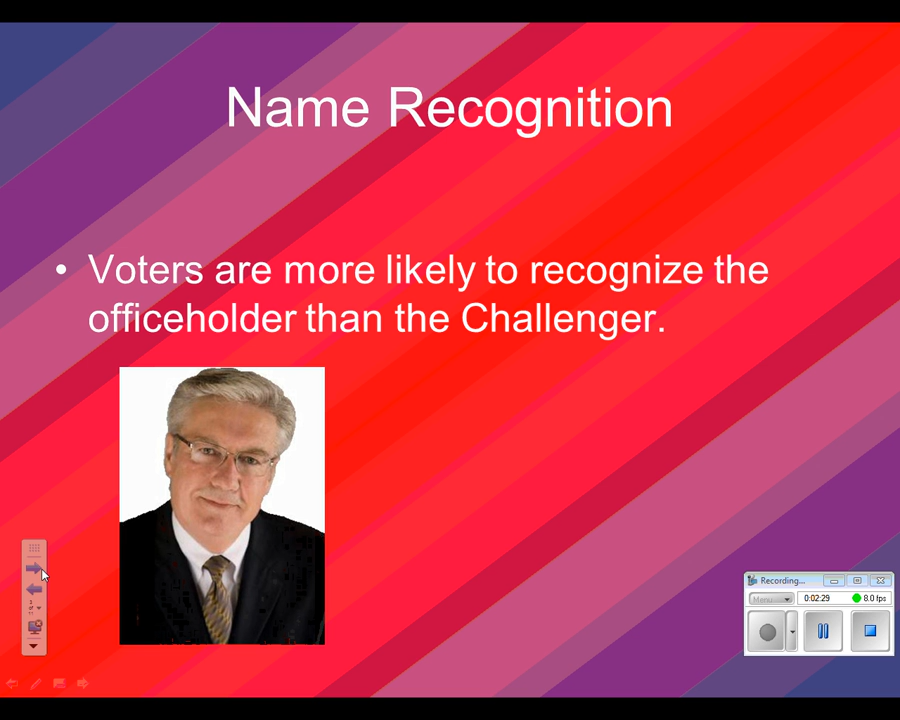 Name Recognition
• Voters are more likely to recognize the
officeholder than the Challenger.
Recording...
Menu
0:02:29
8.0 fps